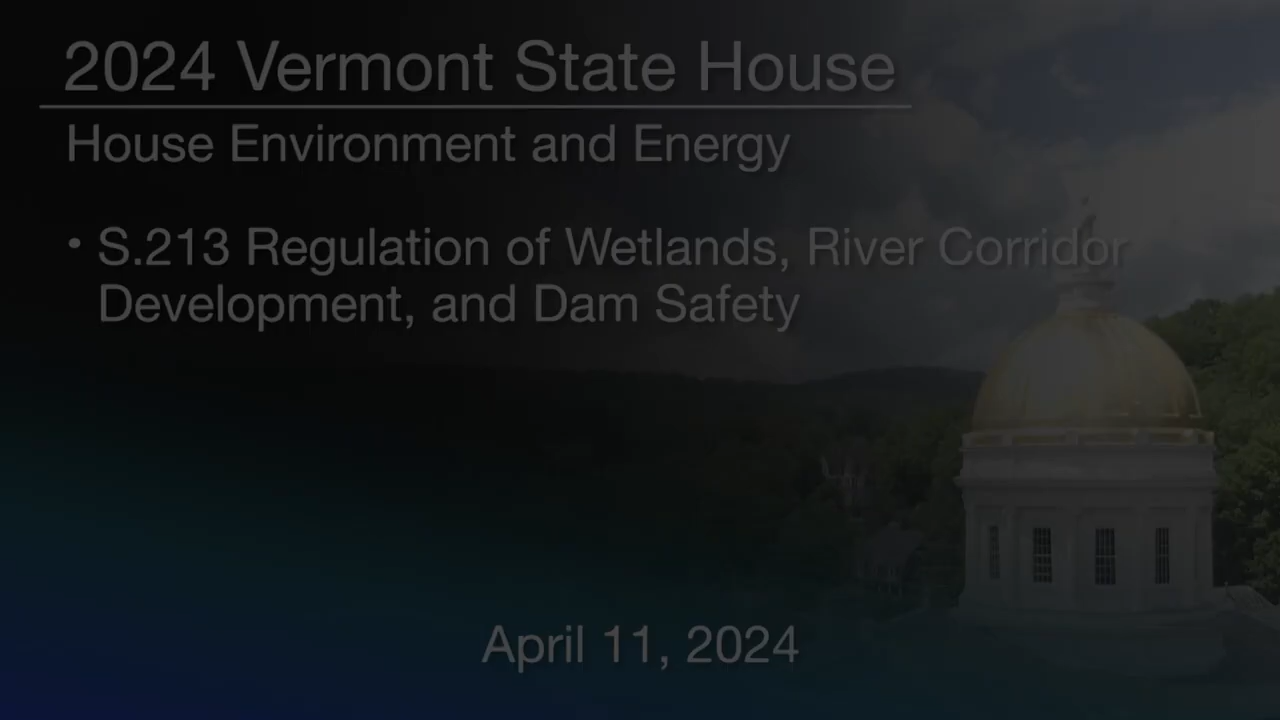 2024 Vermont State House
House Environment and Energy
• S.213 Regulation of Wetlands, River Corridor
Development, and Dam Safety
April 11, 2024